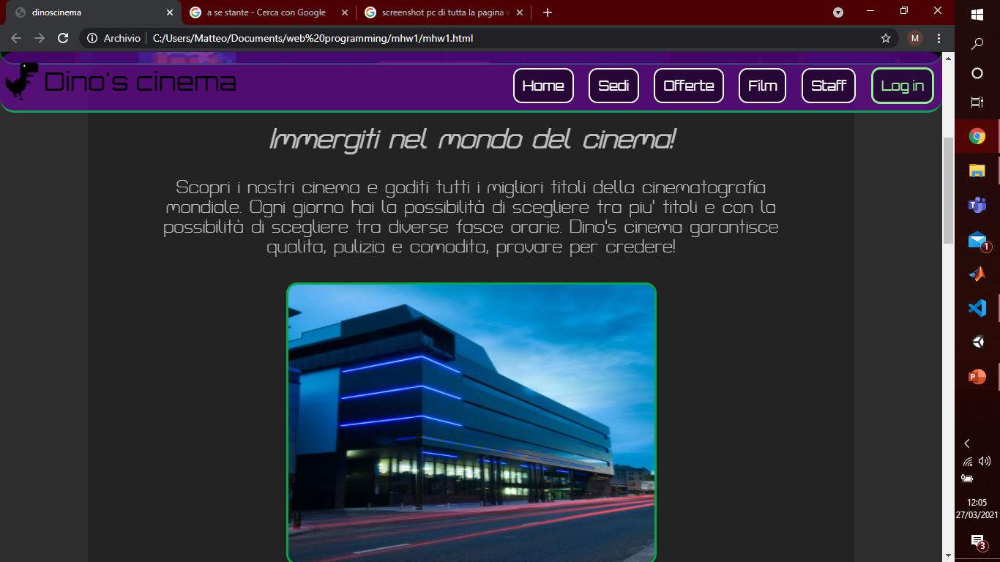 dinoscinema
a se stante - Cerca con Google
screenshot pc di tutta la pagina w
Archivio
C:/Users/Matteo/Documents/web%20programming/mhw1/mhw1.html
M
Dino's cinema
Home
Sedi
Offerte
Film
Staff
Log in
Immergiti nel mondo del cinema!
Scopri i nostri cinema e goditi tutti i migliori titoli della cinematografia
mondiale. Ogni giorno hai la possibilità di scegliere tra piu' titoli e con la
possibilità di scegliere tra diverse fasce orarie. Dino's cinema garantisce
qualita, pulizia e comodita, provare per credere!
1
12:05
27/03/2021
3